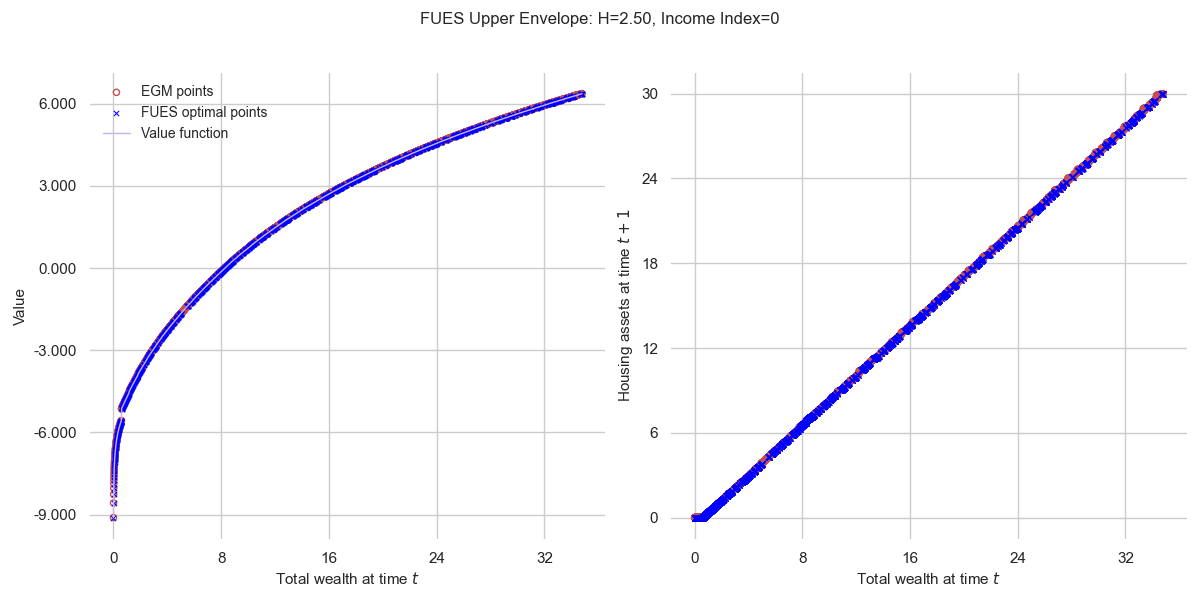 FUES Upper Envelope: H=2.50, Income Index=0
EGM points
FUES optimal points
Value function
6.000
3.000
0.000
-3.000
-6.000
-9.000
Value
0 8 16 24 32
Total wealth at time t
30
24
18
12
6
0
Housing assets at time t + 1
0 8 16 24 32
Total wealth at time t